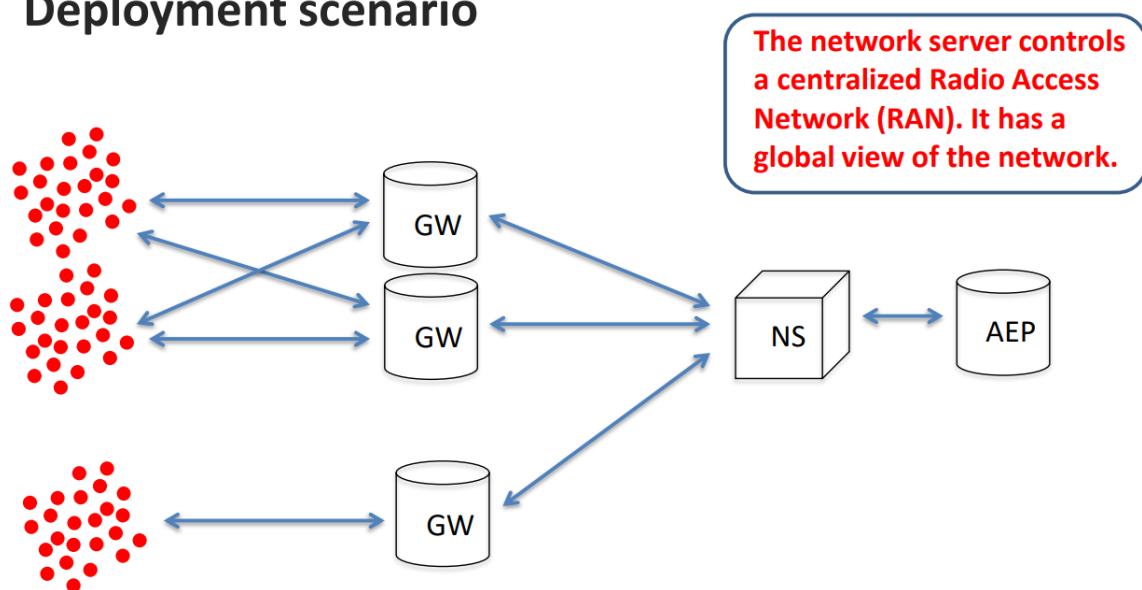 Deployment scenario
The network server controls
a centralized Radio Access
Network (RAN). It has a
global view of the network.
GW
GW
NS
AEP
GW